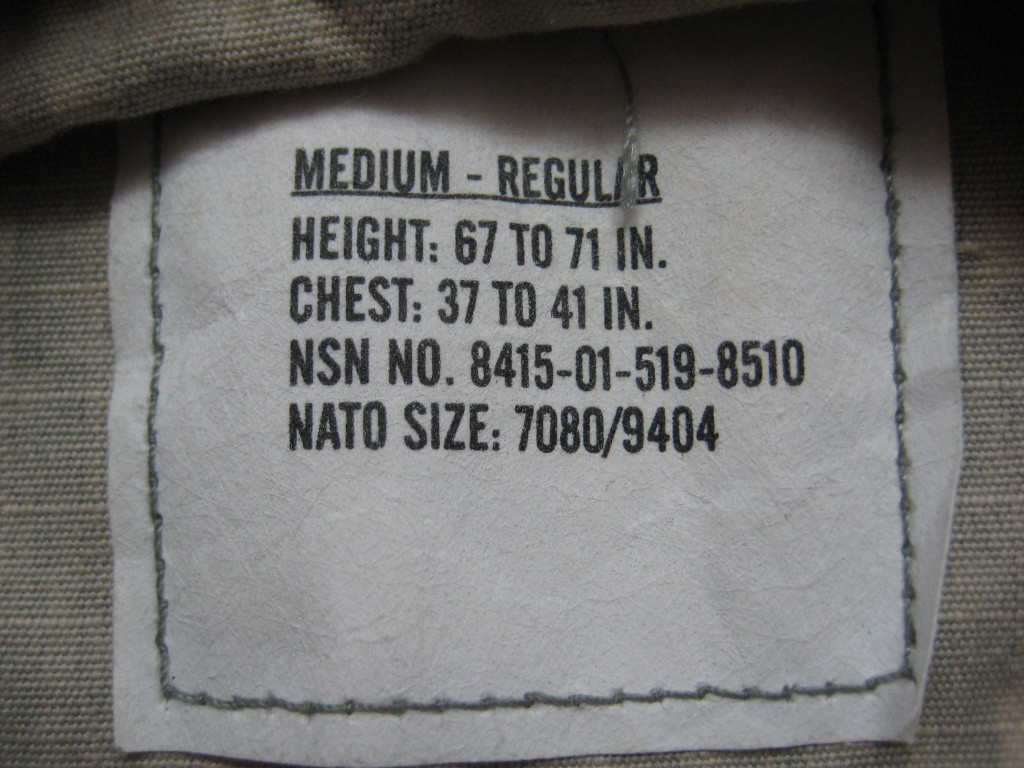 MEDIUM - REGULAR
HEIGHT: 67 TO 71 IN.
CHEST: 37 TO 41 IN.
NSN NO. 8415-01-519-8510
NATO SIZE: 7080/9404